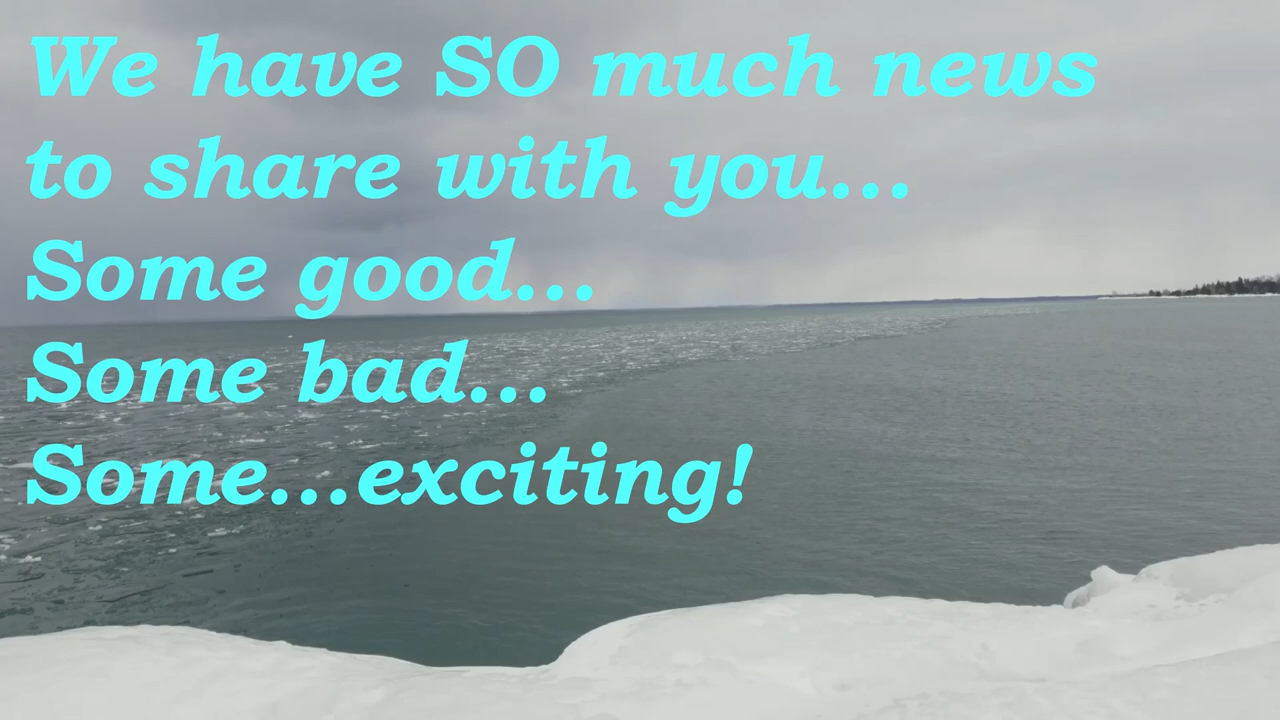 We have SO much news
to share with you...
Some good...
Some bad...
Some...exciting!